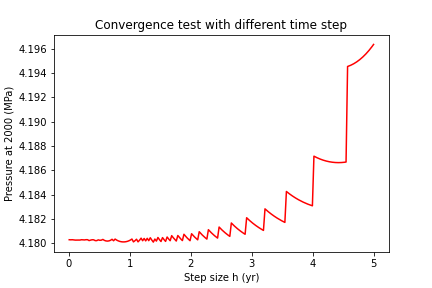 Convergence test with different time step
Pressure at 2000 (MPa)
4.196
4.194
4.192
4.190
4.188
4.186
4.184
4.182
4.180
0 1 2 3 4 5
Step size h (yr)